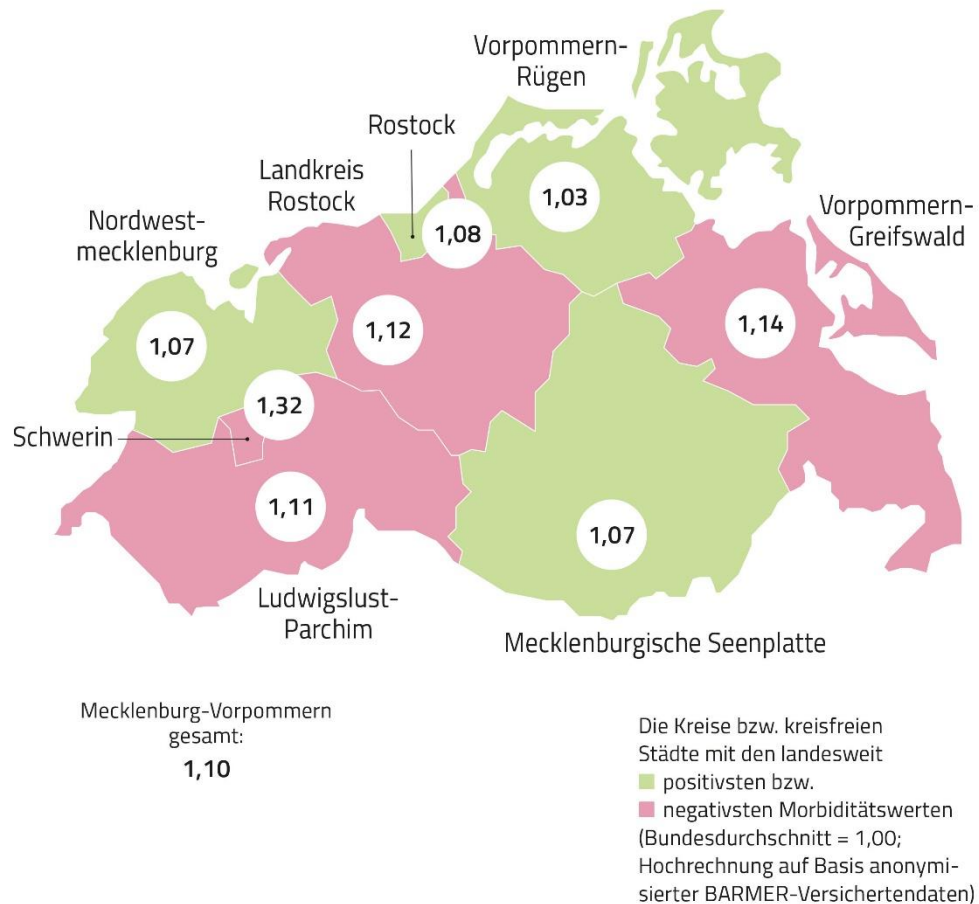 Vorpommern-
Rügen
Rostock
Landkreis
Rostock
1,03
Vorpommern-
Greifswald
Nordwest-
mecklenburg
1,08
1,12
1,14
1,07
1,32
Schwerin
1,11
1,07
Ludwigslust-
Parchim
Mecklenburgische Seenplatte
Mecklenburg-Vorpommern
gesamt:
1,10
Die Kreise bzw. kreisfreien
Städte mit den landesweit
positivsten bzw.
negativsten Morbiditätswerten
(Bundesdurchschnitt = 1,00;
Hochrechnung auf Basis anonymi-
sierter BARMER-Versichertendaten)